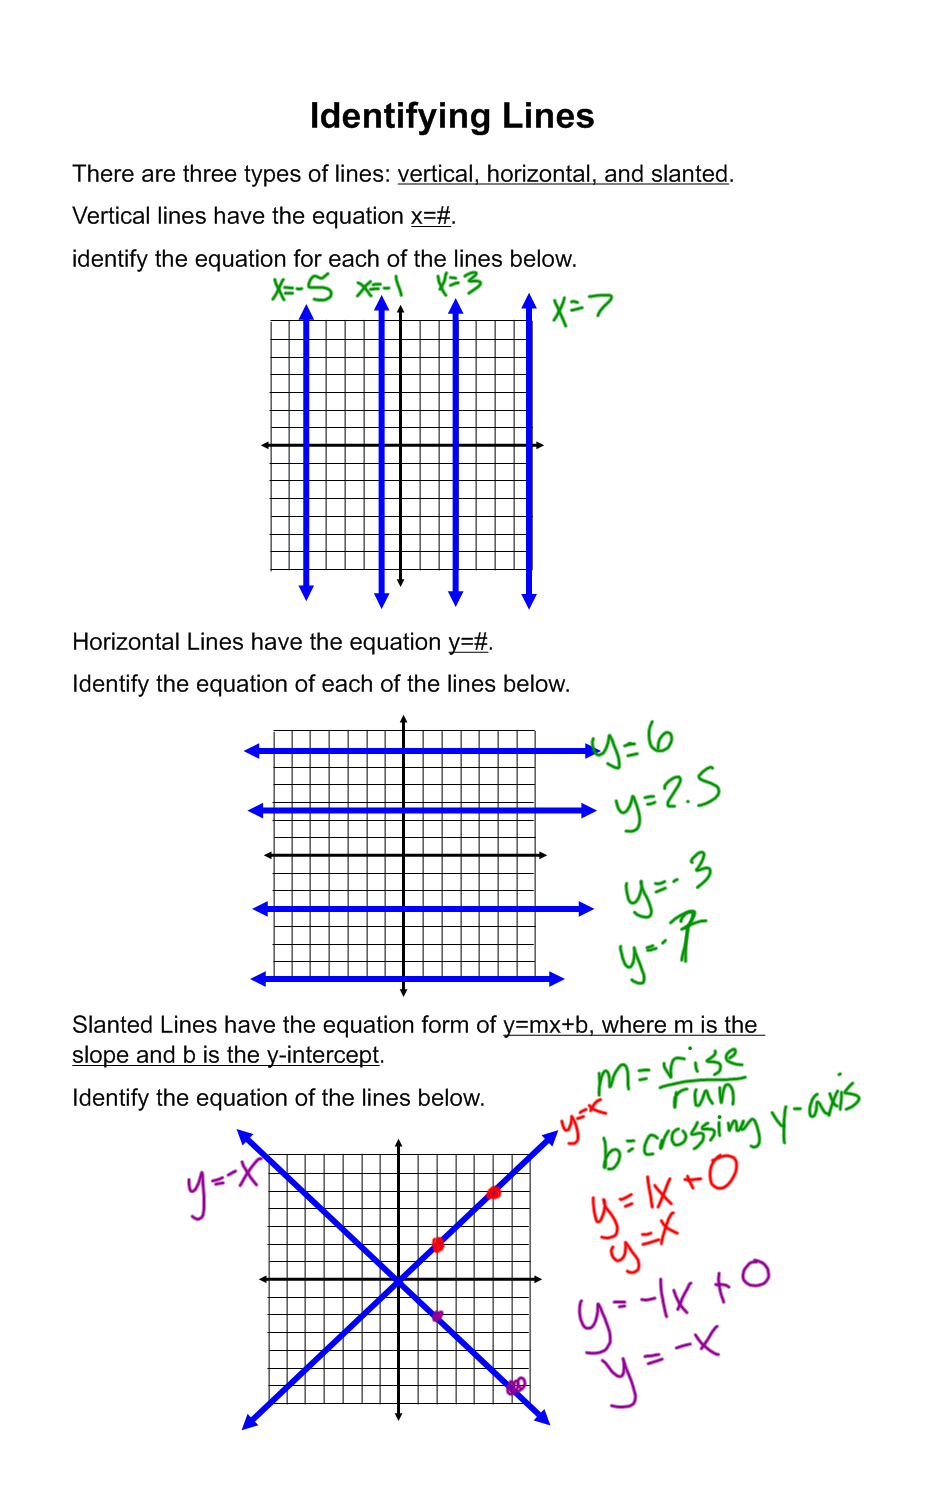 Identifying Lines
There are three types of lines: vertical, horizontal, and slanted.
Vertical lines have the equation x=#.
identify the equation for each of the lines below.
x=-5 x=-1 x=3 x=7
Horizontal Lines have the equation y=#.
Identify the equation of each of the lines below.
y=6
y=2.5
y=-3
y=-7
Slanted Lines have the equation form of y=mx+b, where m is the
slope and b is the y-intercept.
Identify the equation of the lines below.
m=rise/run
y=x
b=crossing y-axis
y=-x
y=1x+0
y=x
y=-1x+0
y=-x